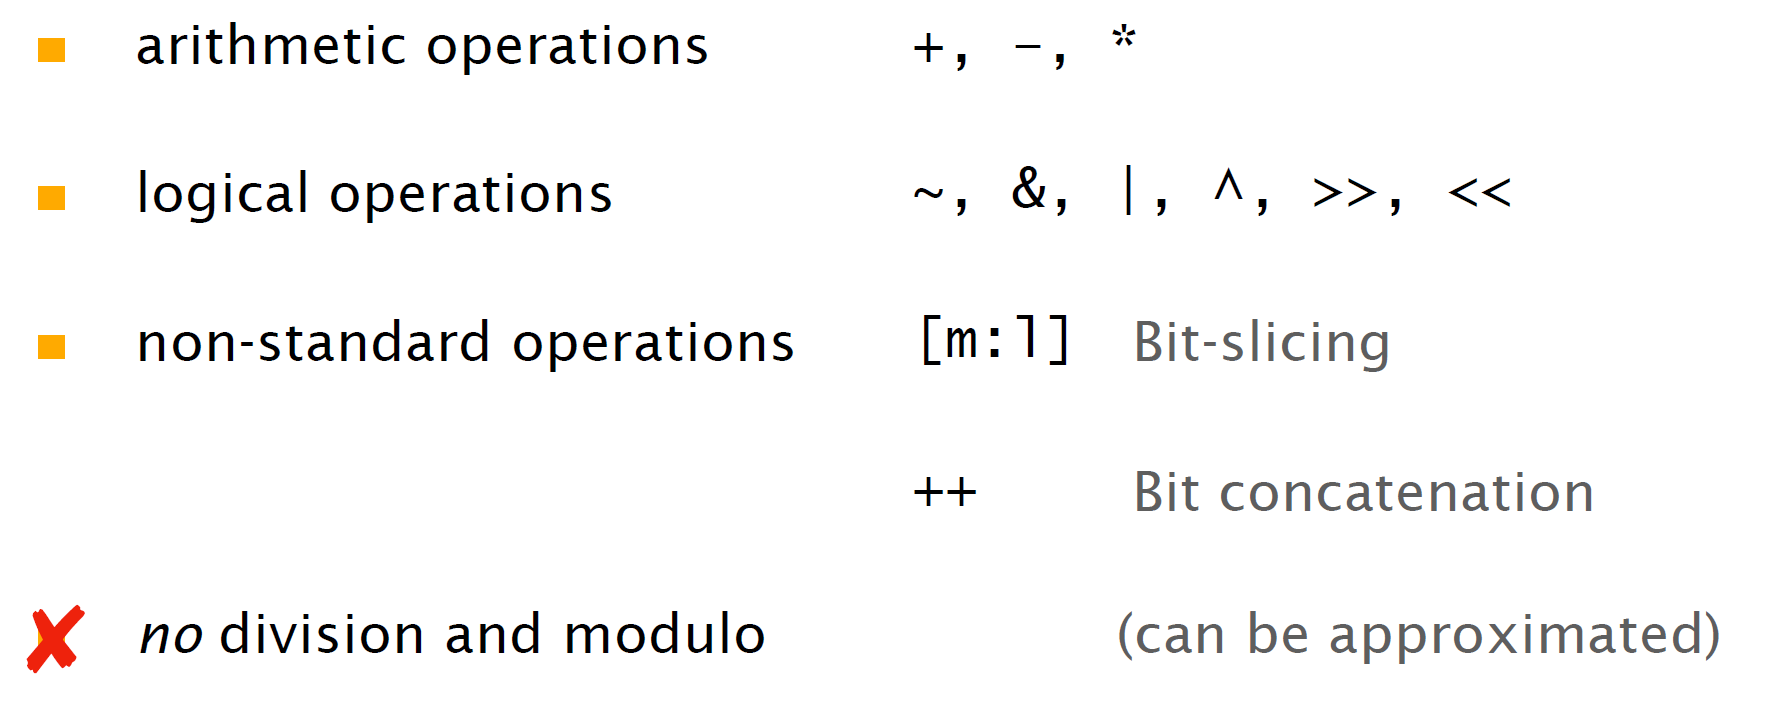 arithmetic operations +, -, *
logical operations ~, &, |, ^, >>, <<
non-standard operations [m:l] Bit-slicing
++ Bit concatenation
no division and modulo (can be approximated)